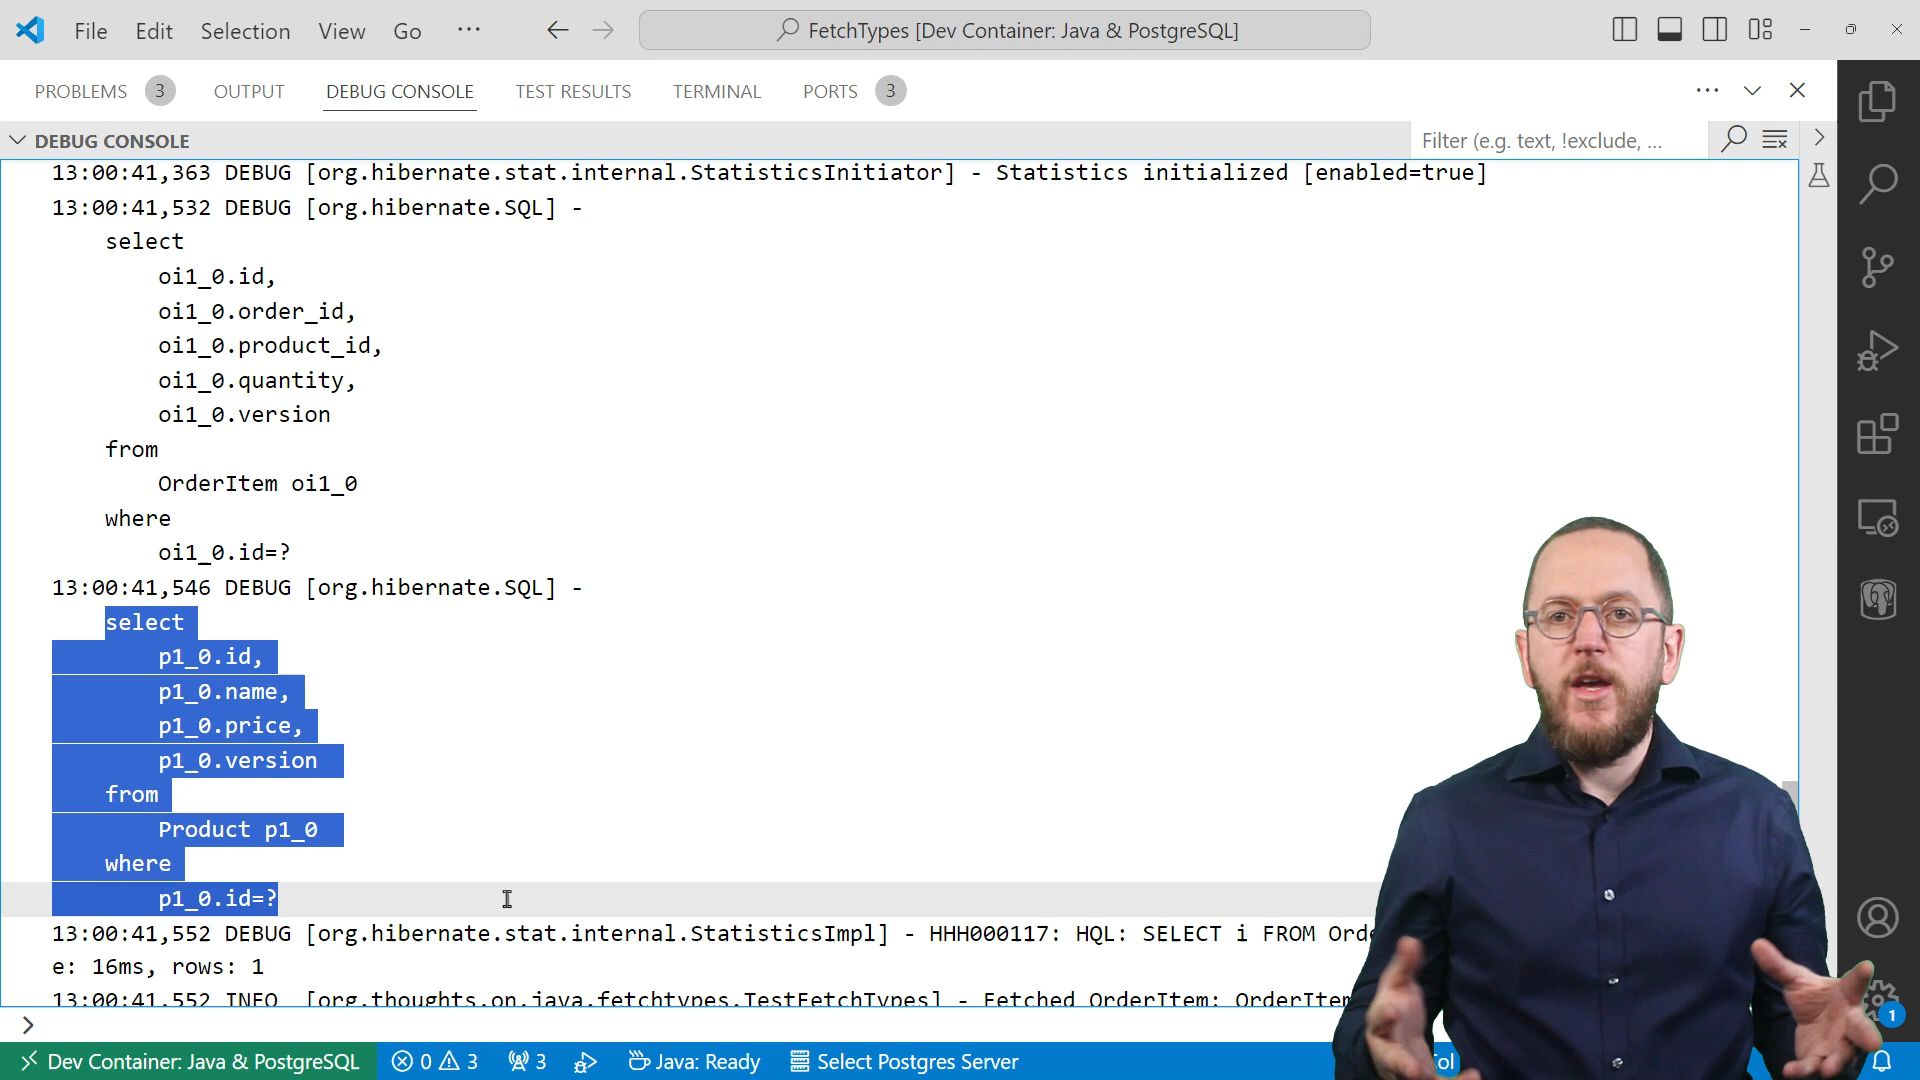 File Edit Selection View Go ··· FetchTypes [Dev Container: Java & PostgreSQL]
PROBLEMS 3 OUTPUT DEBUG CONSOLE TEST RESULTS TERMINAL PORTS 3
DEBUG CONSOLE Filter (e.g. text, !exclude, ...
13:00:41,363 DEBUG [org.hibernate.stat.internal.StatisticsInitiator] - Statistics initialized [enabled=true]
13:00:41,532 DEBUG [org.hibernate.SQL] -
select
oi1_0.id,
oi1_0.order_id,
oi1_0.product_id,
oi1_0.quantity,
oi1_0.version
from
OrderItem oi1_0
where
oi1_0.id=?
13:00:41,546 DEBUG [org.hibernate.SQL] -
select
p1_0.id,
p1_0.name,
p1_0.price,
p1_0.version
from
Product p1_0
where
p1_0.id=?
13:00:41,552 DEBUG [org.hibernate.stat.internal.StatisticsImpl] - HHH000117: HQL: SELECT i FROM Orde
e: 16ms, rows: 1
13:00:41,552 INFO [org.thoughts.on.java.fetchtypes.TestFetchTypes] - Fetched OrderItem: OrderItem
>
1
Dev Container: Java & PostgreSQL 0 3 3 Java: Ready Select Postgres Server Col